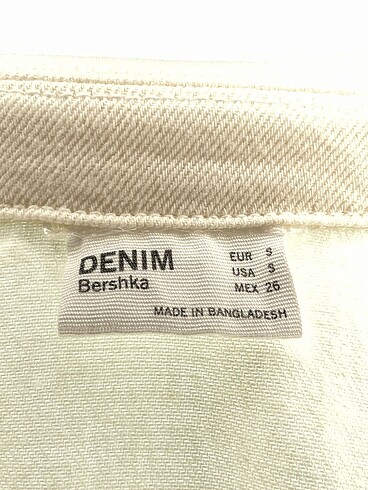 DENIM
Bershka
EUR S
USA S
MEX 26
MADE IN BANGLADESH